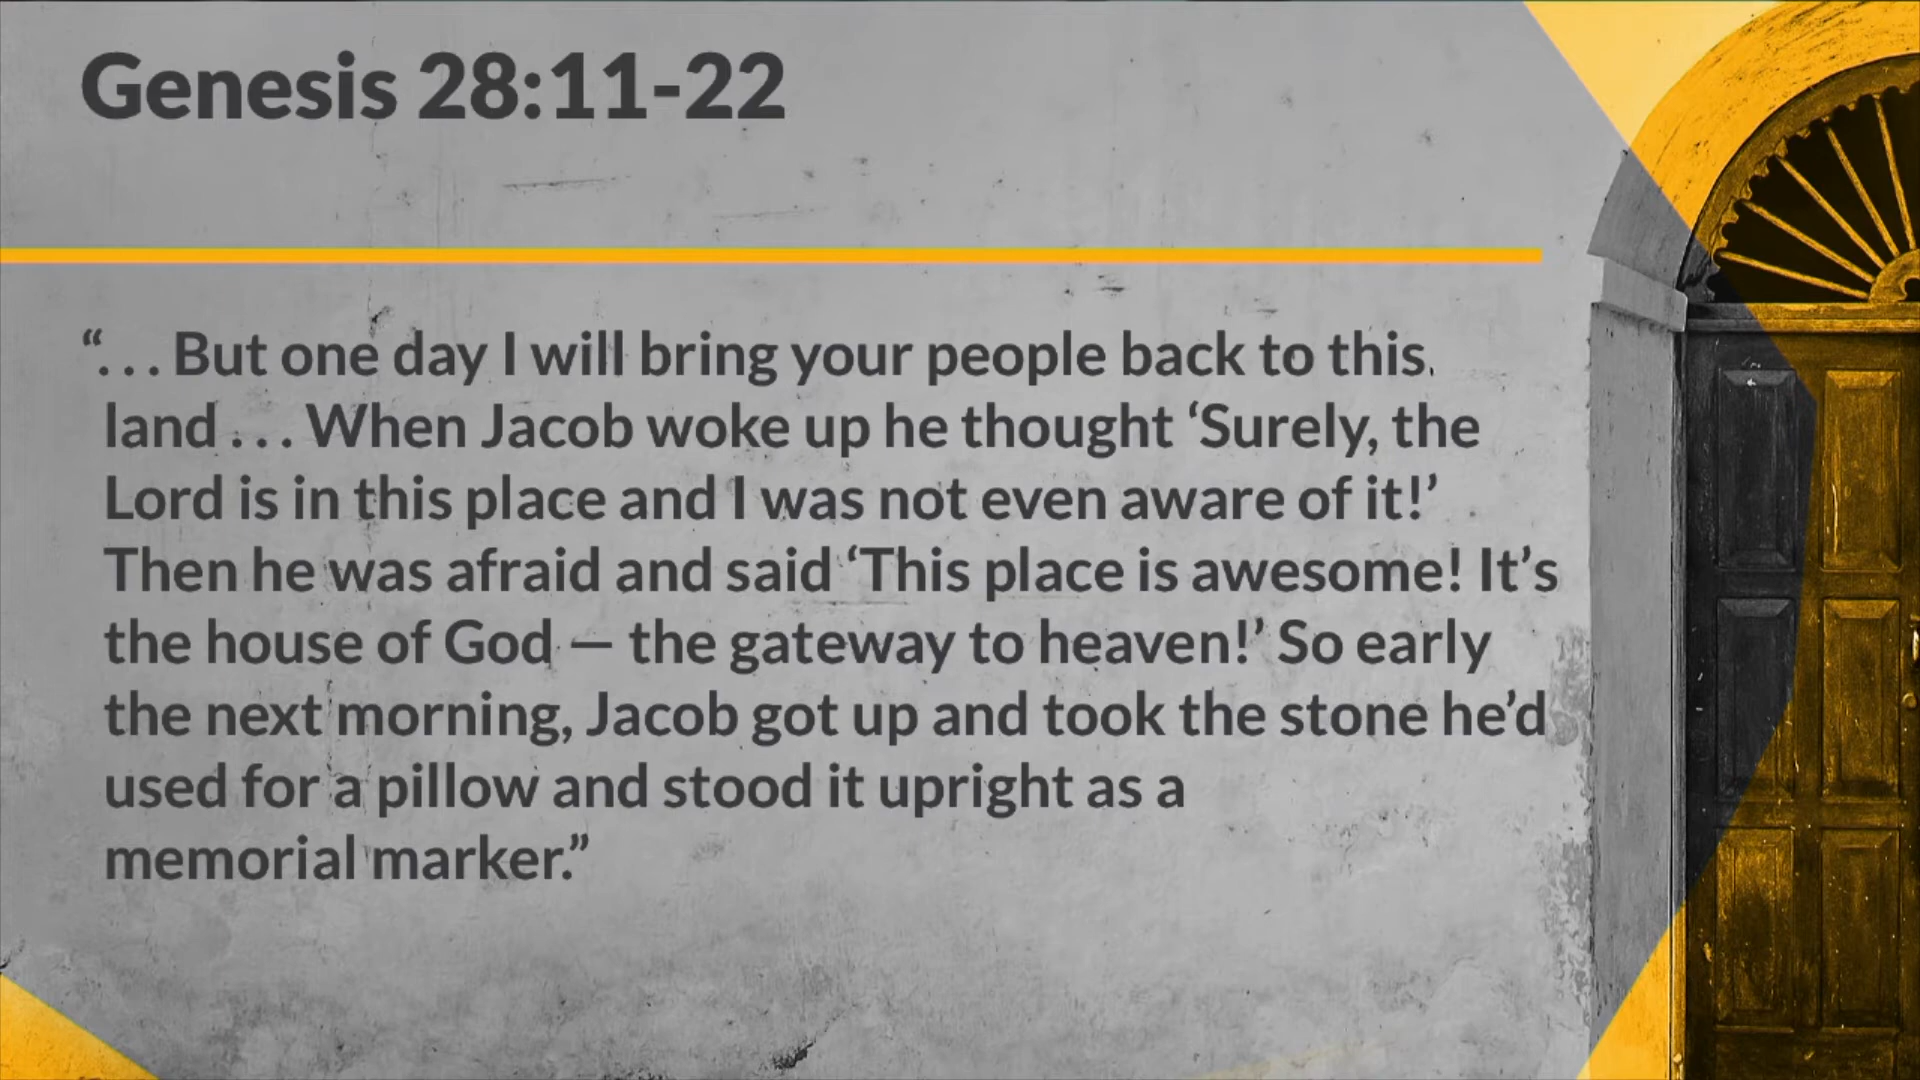 Genesis 28:11-22
“. . . But one day I will bring your people back to this
land . . . When Jacob woke up he thought ‘Surely, the
Lord is in this place and I was not even aware of it!’
Then he was afraid and said ‘This place is awesome! It’s
the house of God — the gateway to heaven!’ So early
the next morning, Jacob got up and took the stone he’d
used for a pillow and stood it upright as a
memorial marker.”